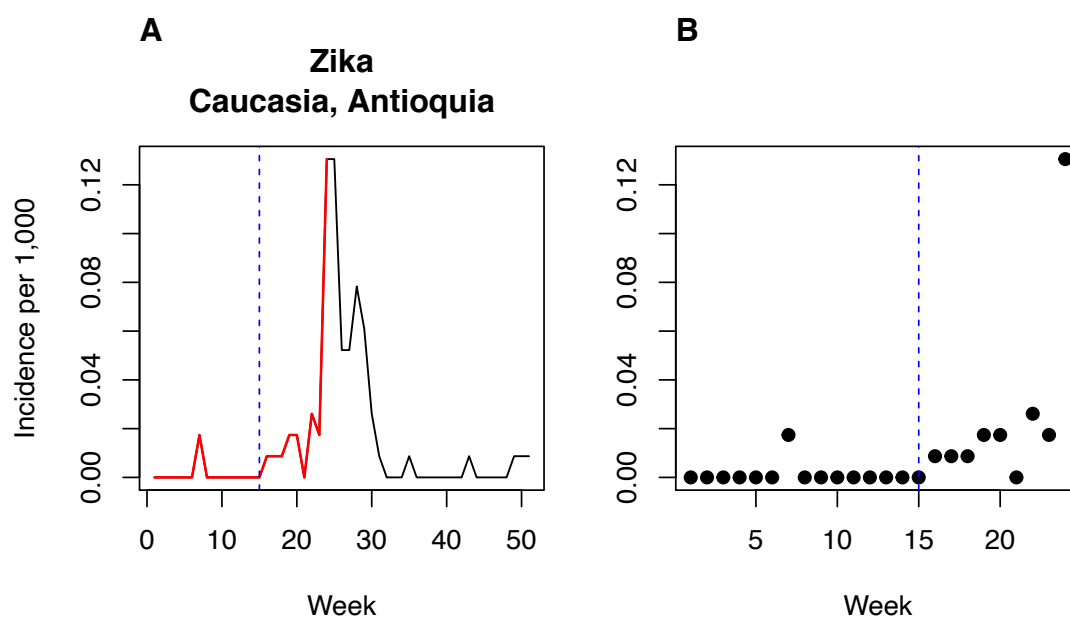 A
Zika
Caucasia, Antioquia
Incidence per 1,000
0.12
0.08
0.04
0.00
0 10 20 30 40 50
Week
B
0.12
0.08
0.04
0.00
5 10 15 20
Week